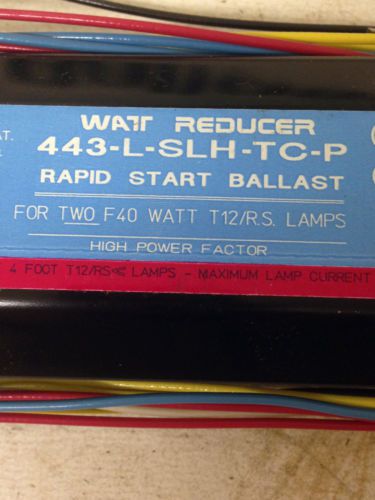 WATT REDUCER
AT.
443-L-SLH-TC-P
RAPID START BALLAST
FOR TWO F40 WATT T12/R.S. LAMPS
HIGH POWER FACTOR
4 FOOT T12/RS LAMPS - MAXIMUM LAMP CURRENT